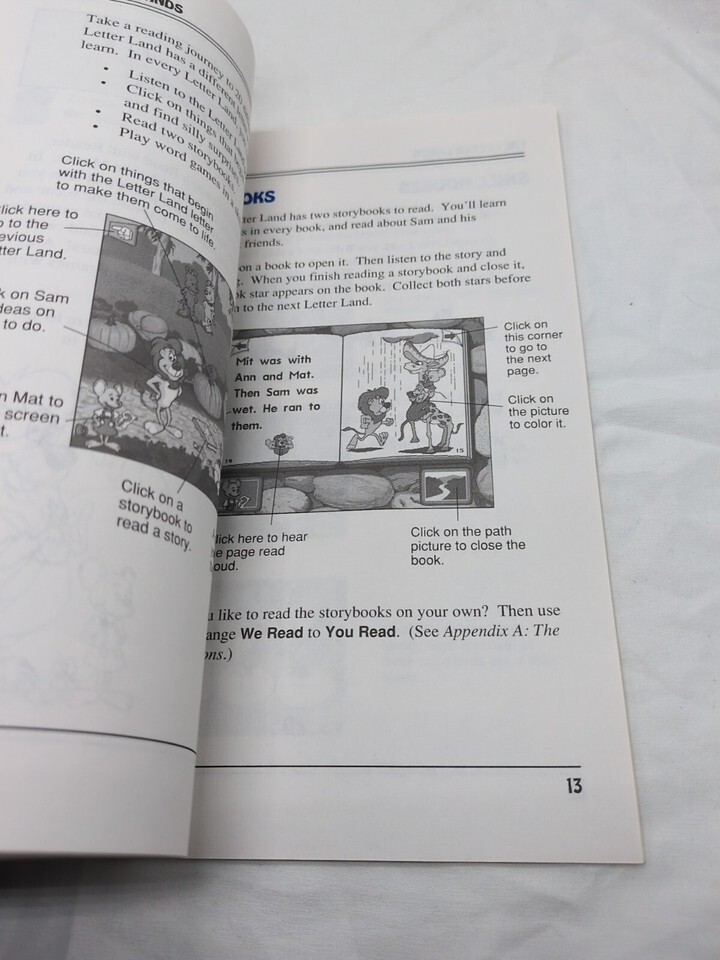 Take a reading journey to 20
Letter Land has a different
learn. In every Letter Land
• Listen to the Letter
• Click on things that
and find silly surprises
• Read two storybooks.
• Play word games in a
Click on things that begin
with the Letter Land letter
to make them come to life.
lick here to
to the
evious
tter Land.
k on Sam
deas on
to do.
n Mat to
screen
t.
Click on a
storybook to
read a story.
OKS
ter Land has two storybooks to read. You'll learn
s in every book, and read about Sam and his
friends.
on a book to open it. Then listen to the story and
g. When you finish reading a storybook and close it,
ok star appears on the book. Collect both stars before
n to the next Letter Land.
Mit was with
Ann and Mat.
Then Sam was
wet. He ran to
them.
15
Click on
this corner
to go to
the next
page.
Click on
the picture
to color it.
lick here to hear
he page read
oud.
Click on the path
picture to close the
book.
u like to read the storybooks on your own? Then use
ange We Read to You Read. (See Appendix A: The
ons.)
13